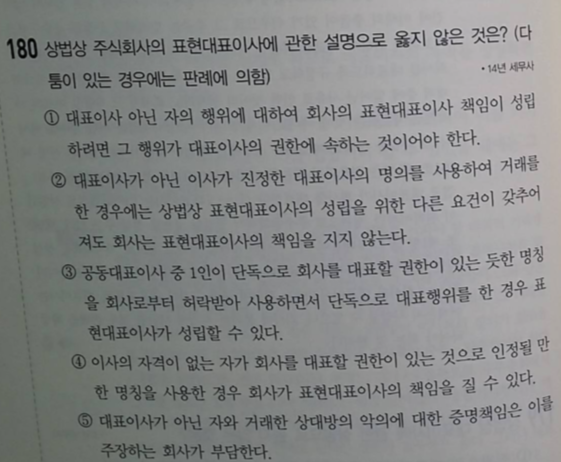 180 상법상 주식회사의 표현대표이사에 관한 설명으로 옳지 않은 것은? (다
툼이 있는 경우에는 판례에 의함)
• 14년 세무사
① 대표이사 아닌 자의 행위에 대하여 회사의 표현대표이사 책임이 성립
하려면 그 행위가 대표이사의 권한에 속하는 것이어야 한다.
② 대표이사가 아닌 이사가 진정한 대표이사의 명의를 사용하여 거래를
한 경우에는 상법상 표현대표이사의 성립을 위한 다른 요건이 갖추어
져도 회사는 표현대표이사의 책임을 지지 않는다.
③ 공동대표이사 중 1인이 단독으로 회사를 대표할 권한이 있는 듯한 명칭
을 회사로부터 허락받아 사용하면서 단독으로 대표행위를 한 경우 표
현대표이사가 성립할 수 있다.
④ 이사의 자격이 없는 자가 회사를 대표할 권한이 있는 것으로 인정될 만
한 명칭을 사용한 경우 회사가 표현대표이사의 책임을 질 수 있다.
⑤ 대표이사가 아닌 자와 거래한 상대방의 악의에 대한 증명책임은 이를
주장하는 회사가 부담한다.